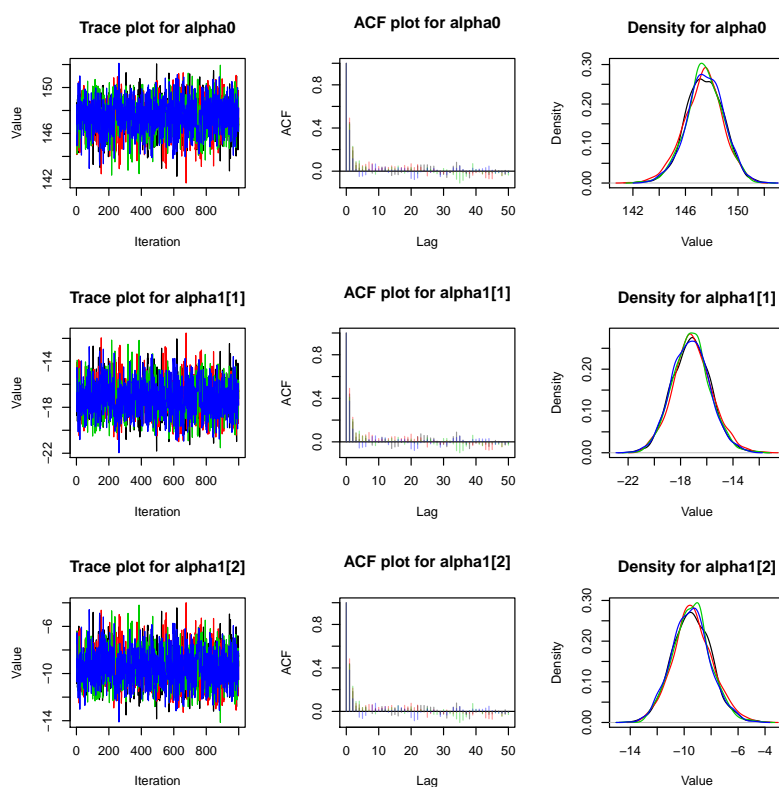 Trace plot for alpha0
Value
142
146
150
0 200 400 600 800
Iteration
ACF plot for alpha0
ACF
0.0
0.4
0.8
0 10 20 30 40 50
Lag
Density for alpha0
Density
0.00
0.10
0.20
0.30
142 146 150
Value
Trace plot for alpha1[1]
Value
−22
−18
−14
0 200 400 600 800
Iteration
ACF plot for alpha1[1]
ACF
0.0
0.4
0.8
0 10 20 30 40 50
Lag
Density for alpha1[1]
Density
0.00
0.10
0.20
−22 −18 −14
Value
Trace plot for alpha1[2]
Value
−14
−10
−6
0 200 400 600 800
Iteration
ACF plot for alpha1[2]
ACF
0.0
0.4
0.8
0 10 20 30 40 50
Lag
Density for alpha1[2]
Density
0.00
0.10
0.20
0.30
−14 −10 −6 −4
Value